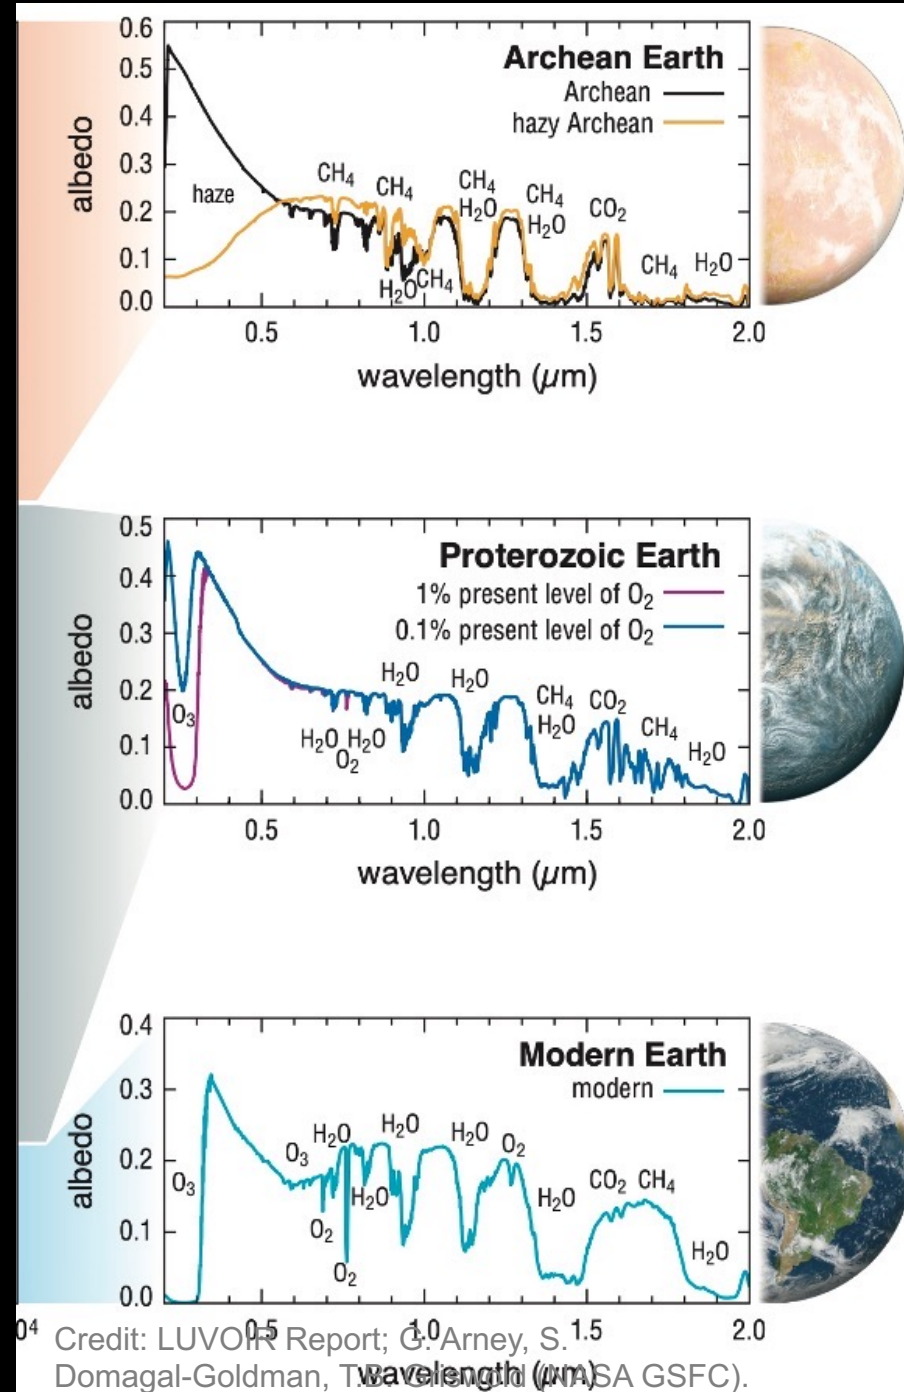 Archean Earth
Archean
hazy Archean
albedo
0.6
0.5
0.4
0.3
0.2
0.1
0.0
haze
CH4
CH4
CH4
H2O
CH4
H2O
CO2
H2O
CH4
CH4
H2O
0.5
1.0
1.5
2.0
wavelength (μm)
Proterozoic Earth
1% present level of O2
0.1% present level of O2
albedo
0.5
0.4
0.3
0.2
0.1
0.0
O3
H2O
H2O
H2O
H2O
O2
CH4
H2O
CO2
CH4
H2O
0.5
1.0
1.5
2.0
wavelength (μm)
Modern Earth
modern
albedo
0.4
0.3
0.2
0.1
0.0
O3
O3
H2O
H2O
H2O
O2
H2O
O2
O2
H2O
CO2
CH4
H2O
04
0.5
1.0
1.5
2.0
wavelength (μm)
Credit: LUVOIR Report; G. Arney, S.
Domagal-Goldman, T.B. Griswold (NASA GSFC).